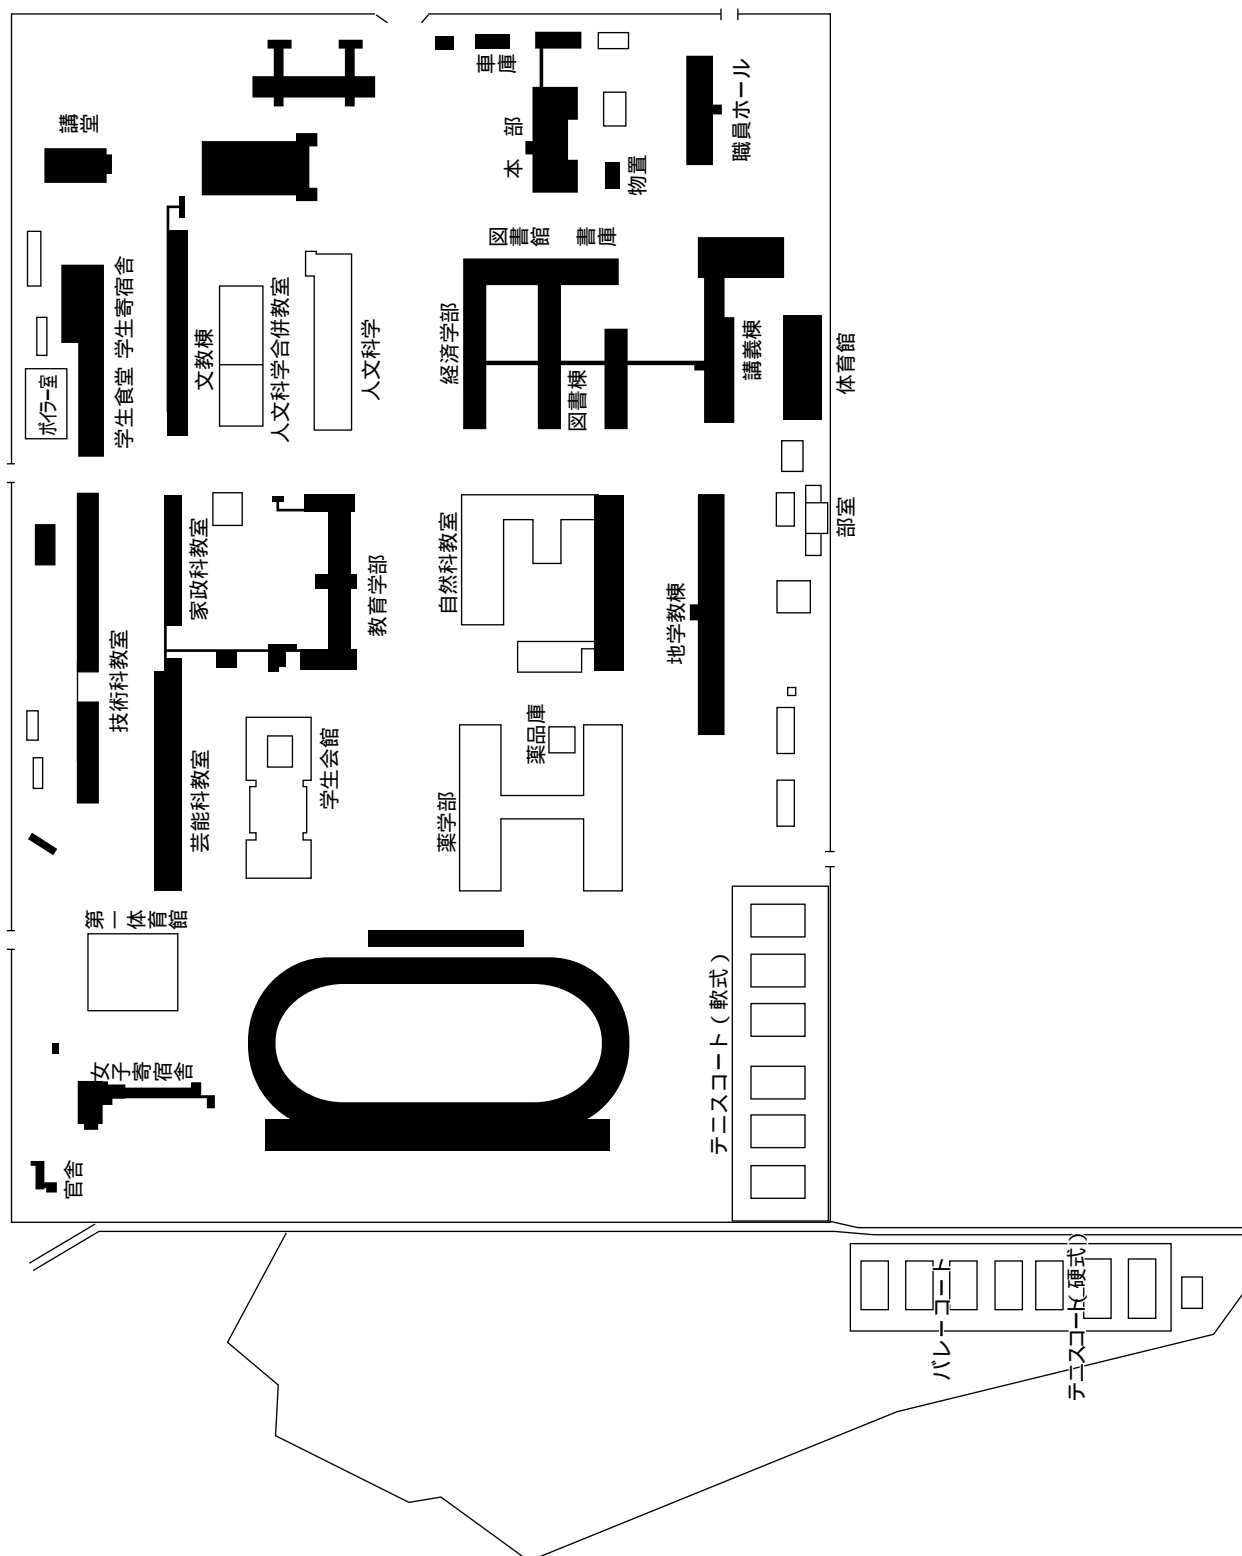 車庫
講堂
本部
物置
職員ホール
図書館
書庫
学生食堂 学生寄宿舎
ボイラー室
文教棟
人文科学合併教室
人文科学
経済学部
図書棟
講義棟
体育館
部室
技術科教室
家政科教室
教育学部
自然科教室
地学教棟
芸能科教室
学生会館
薬学部
薬品庫
第一体育館
女子寄宿舎
官舎
テニスコート(軟式)
バレーコート
テニスコート(硬式)